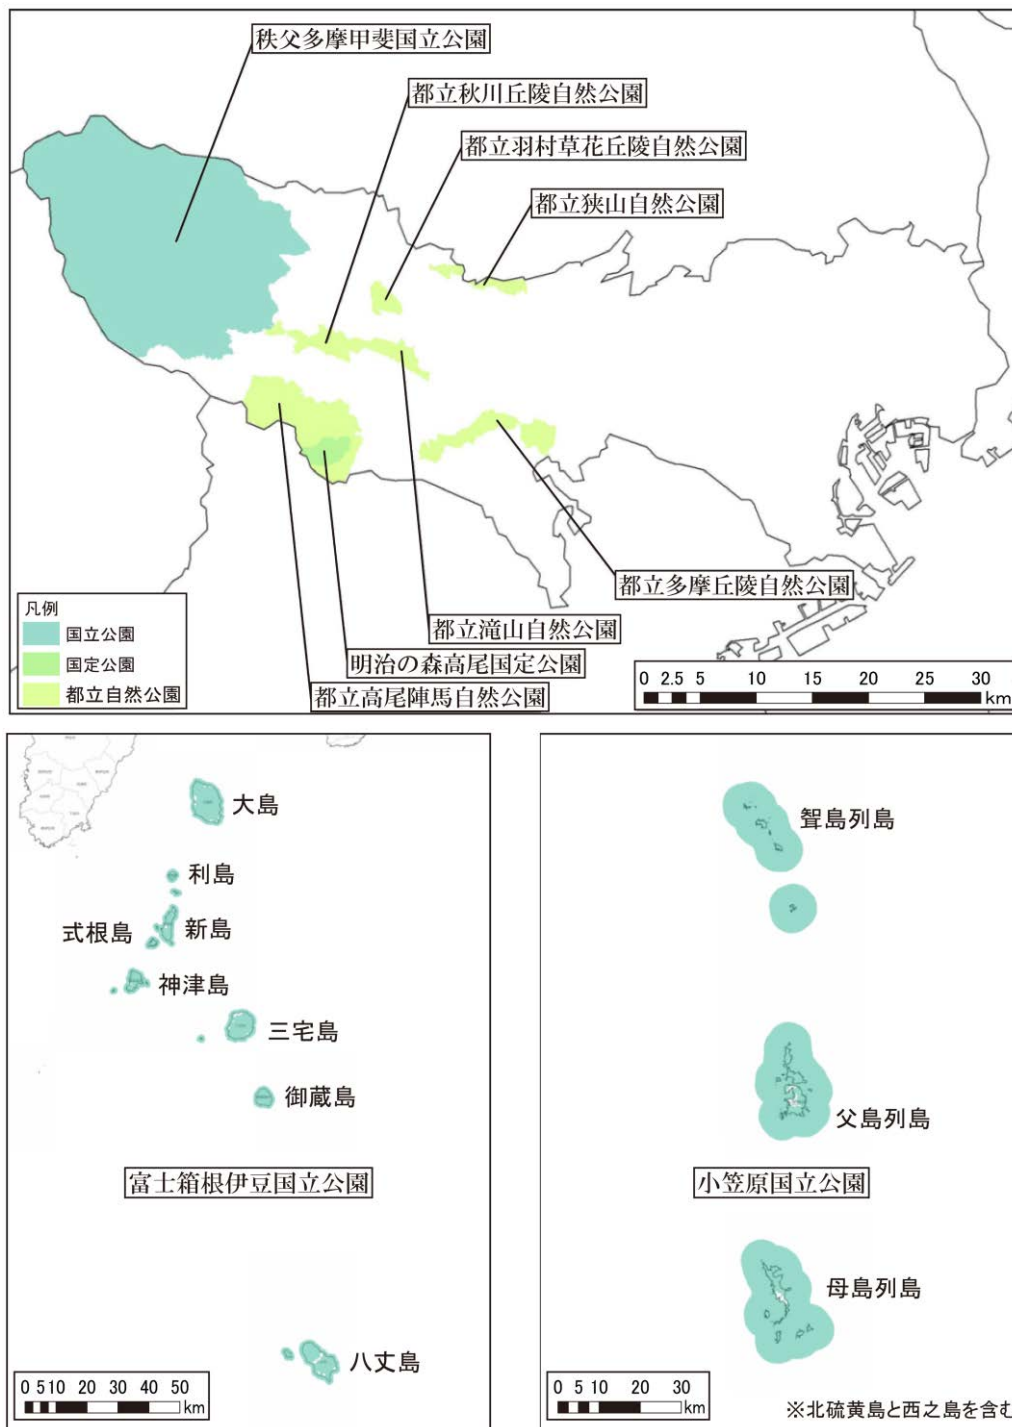 秩父多摩甲斐国立公園
都立秋川丘陵自然公園
都立羽村草花丘陵自然公園
都立狭山自然公園
都立多摩丘陵自然公園
都立滝山自然公園
明治の森高尾国定公園
都立高尾陣馬自然公園
凡例
国立公園
国定公園
都立自然公園
0 2.5 5 10 15 20 25 30
km
大島
利島
新島
式根島
神津島
三宅島
御蔵島
富士箱根伊豆国立公園
八丈島
0 5 10 20 30 40 50
km
聟島列島
父島列島
小笠原国立公園
母島列島
0 5 10 20 30
km
※北硫黄島と西之島を含む